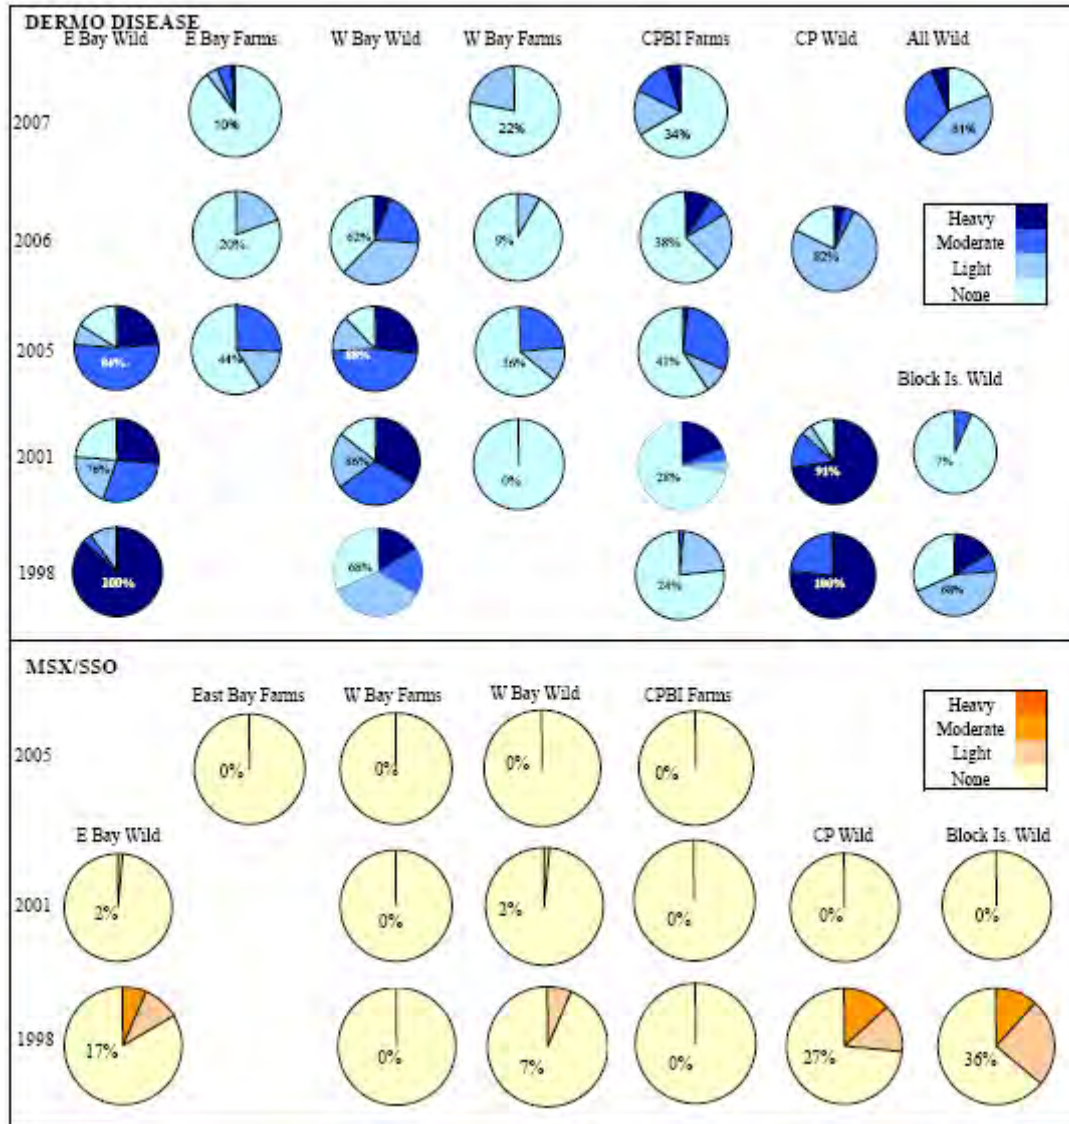 DERMO DISEASE
E Bay Wild E Bay Farms W Bay Wild W Bay Farms CPBI Farms CP Wild All Wild
2007
10% 22% 34% 81%
2006
20% 62% 9% 38% 82%
Heavy
Moderate
Light
None
2005
84% 44% 88% 36% 41%
Block Is. Wild
2001
76% 86% 0% 28% 91% 7%
1998
100% 68% 24% 100% 68%
MSX/SSO
East Bay Farms W Bay Farms W Bay Wild CPBI Farms
Heavy
Moderate
Light
None
2005
0% 0% 0% 0%
E Bay Wild CP Wild Block Is. Wild
2001
2% 0% 2% 0% 0% 0%
1998
17% 0% 7% 0% 27% 36%